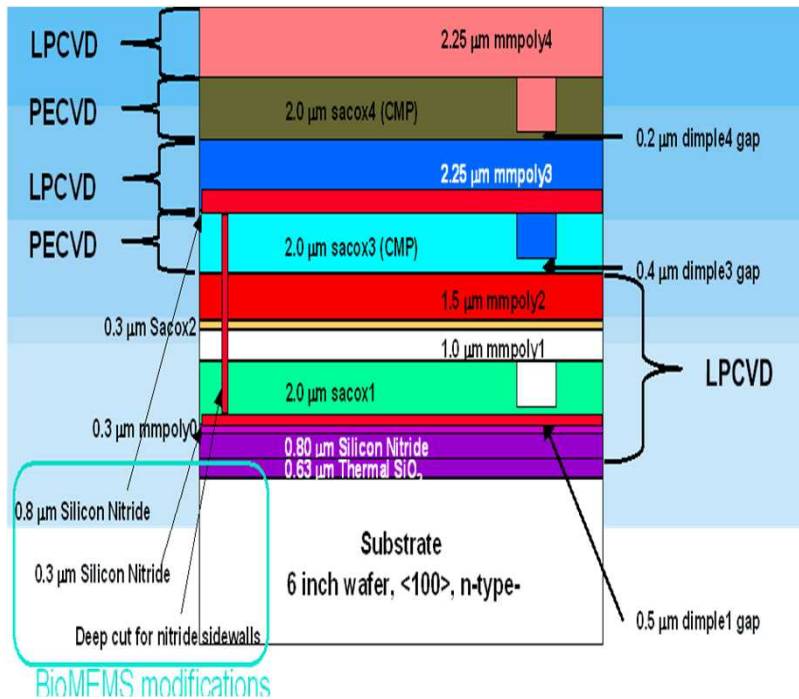 LPCVD
2.25 μm mmpoly4
PECVD
2.0 μm sacox4 (CMP)
0.2 μm dimple4 gap
LPCVD
2.25 μm mmpoly3
PECVD
2.0 μm sacox3 (CMP)
0.4 μm dimple3 gap
1.5 μm mmpoly2
0.3 μm Sacox2
1.0 μm mmpoly1
LPCVD
2.0 μm sacox1
0.3 μm mmpoly0
0.80 μm Silicon Nitride
0.63 μm Thermal SiO₂
0.8 μm Silicon Nitride
Substrate
0.3 μm Silicon Nitride
6 inch wafer, <100>, n-type-
0.5 μm dimple1 gap
Deep cut for nitride sidewalls
BioMEMS modifications